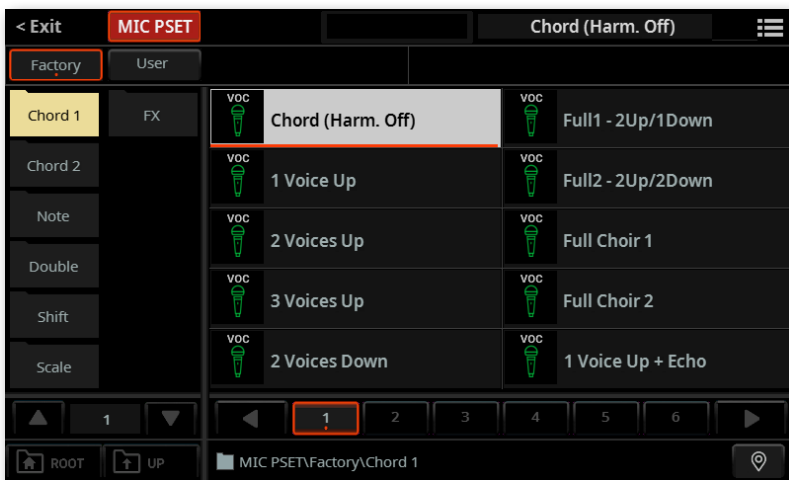 < Exit MIC PSET Chord (Harm. Off)
Factory User
Chord 1 FX VOC Chord (Harm. Off) VOC Full1 - 2Up/1Down
Chord 2 VOC 1 Voice Up VOC Full2 - 2Up/2Down
Note VOC 2 Voices Up VOC Full Choir 1
Double VOC 3 Voices Up VOC Full Choir 2
Shift
Scale VOC 2 Voices Down VOC 1 Voice Up + Echo
1 1 2 3 4 5 6
ROOT UP MIC PSET\Factory\Chord 1